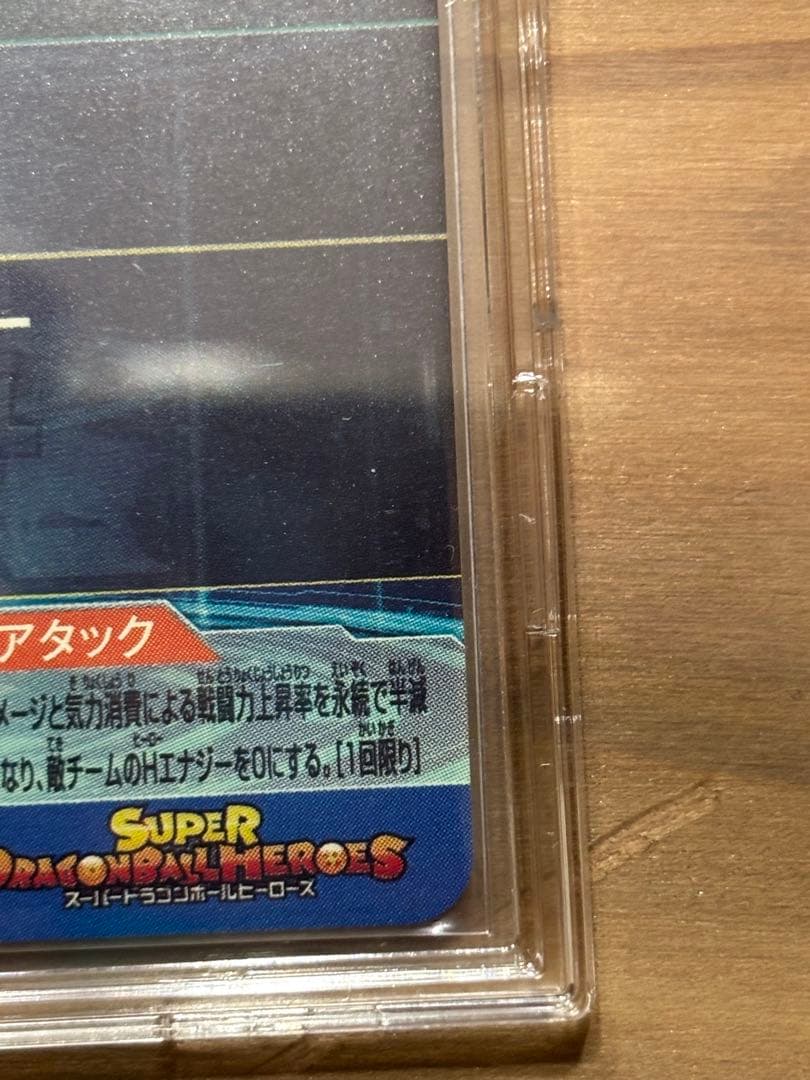 アタック
メージと気力消費による戦闘力上昇率を永続で半減
なり、敵チームのHエナジーを0にする。[1回限り]
SUPER
DRAGONBALL HEROES
スーパードラゴンボールヒーローズ